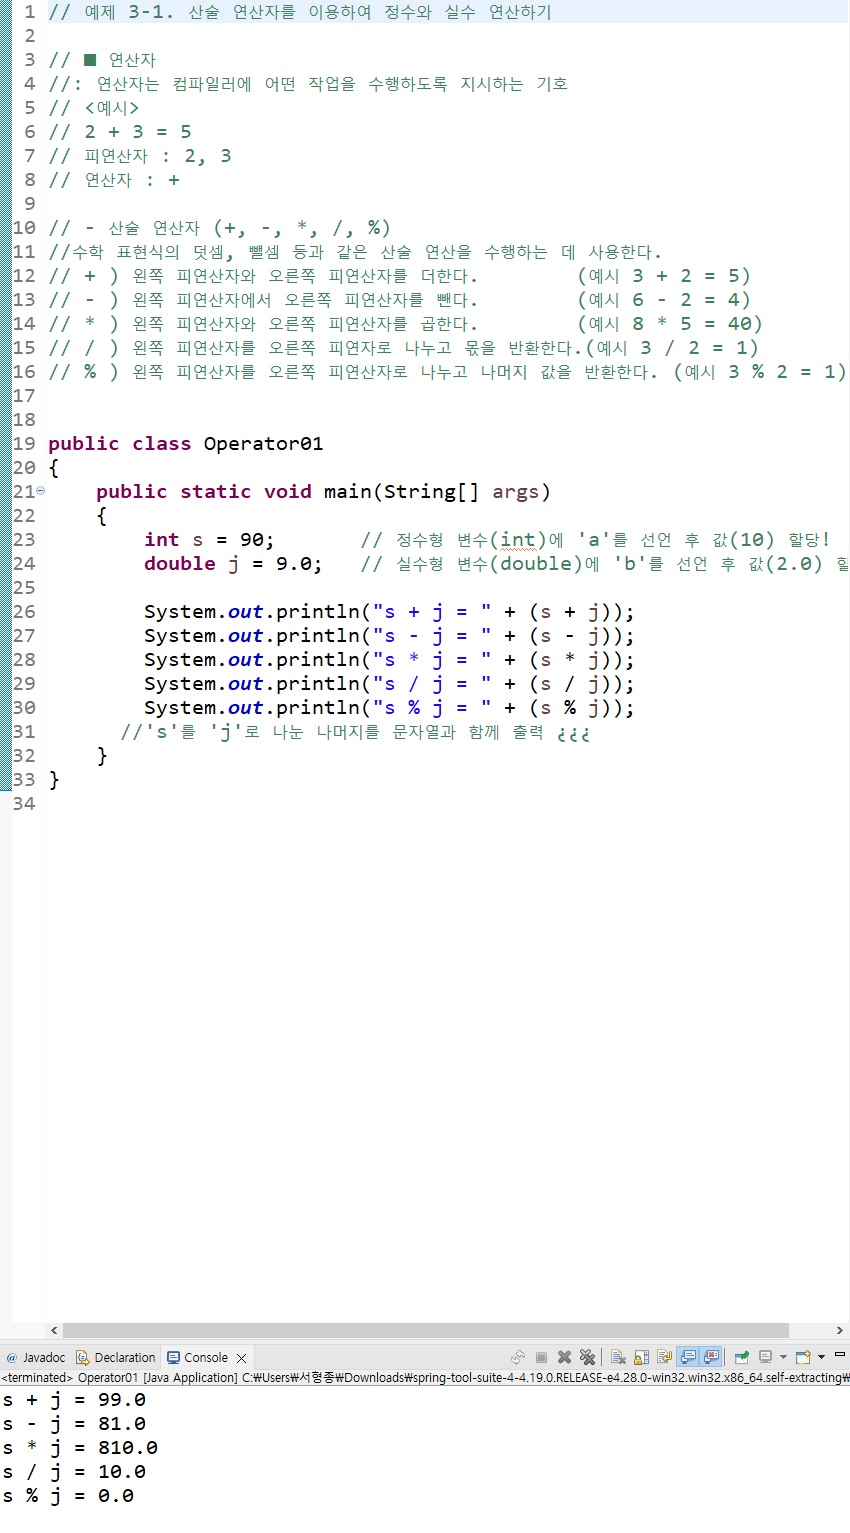 1 // 예제 3-1. 산술 연산자를 이용하여 정수와 실수 연산하기
2
3 // ■ 연산자
4 //: 연산자는 컴파일러에 어떤 작업을 수행하도록 지시하는 기호
5 // <예시>
6 // 2 + 3 = 5
7 // 피연산자 : 2, 3
8 // 연산자 : +
9
10 // - 산술 연산자 (+, -, *, /, %)
11 //수학 표현식의 덧셈, 뺄셈 등과 같은 산술 연산을 수행하는 데 사용한다.
12 // + ) 왼쪽 피연산자와 오른쪽 피연산자를 더한다. (예시 3 + 2 = 5)
13 // - ) 왼쪽 피연산자에서 오른쪽 피연산자를 뺀다. (예시 6 - 2 = 4)
14 // * ) 왼쪽 피연산자와 오른쪽 피연산자를 곱한다. (예시 8 * 5 = 40)
15 // / ) 왼쪽 피연산자를 오른쪽 피연자로 나누고 몫을 반환한다.(예시 3 / 2 = 1)
16 // % ) 왼쪽 피연산자를 오른쪽 피연산자로 나누고 나머지 값을 반환한다. (예시 3 % 2 = 1)
17
18
19 public class Operator01
20 {
21 public static void main(String[] args)
22 {
23 int s = 90; // 정수형 변수(int)에 'a'를 선언 후 값(10) 할당!
24 double j = 9.0; // 실수형 변수(double)에 'b'를 선언 후 값(2.0) 할
25
26 System.out.println("s + j = " + (s + j));
27 System.out.println("s - j = " + (s - j));
28 System.out.println("s * j = " + (s * j));
29 System.out.println("s / j = " + (s / j));
30 System.out.println("s % j = " + (s % j));
31 //'s'를 'j'로 나눈 나머지를 문자열과 함께 출력 ¿¿¿
32 }
33 }
34
@ Javadoc Declaration Console
<terminated> Operator01 [Java Application] C:₩Users₩서형종₩Downloads₩spring-tool-suite-4-4.19.0.RELEASE-e4.28.0-win32.win32.x86_64.self-extracting₩
s + j = 99.0
s - j = 81.0
s * j = 810.0
s / j = 10.0
s % j = 0.0